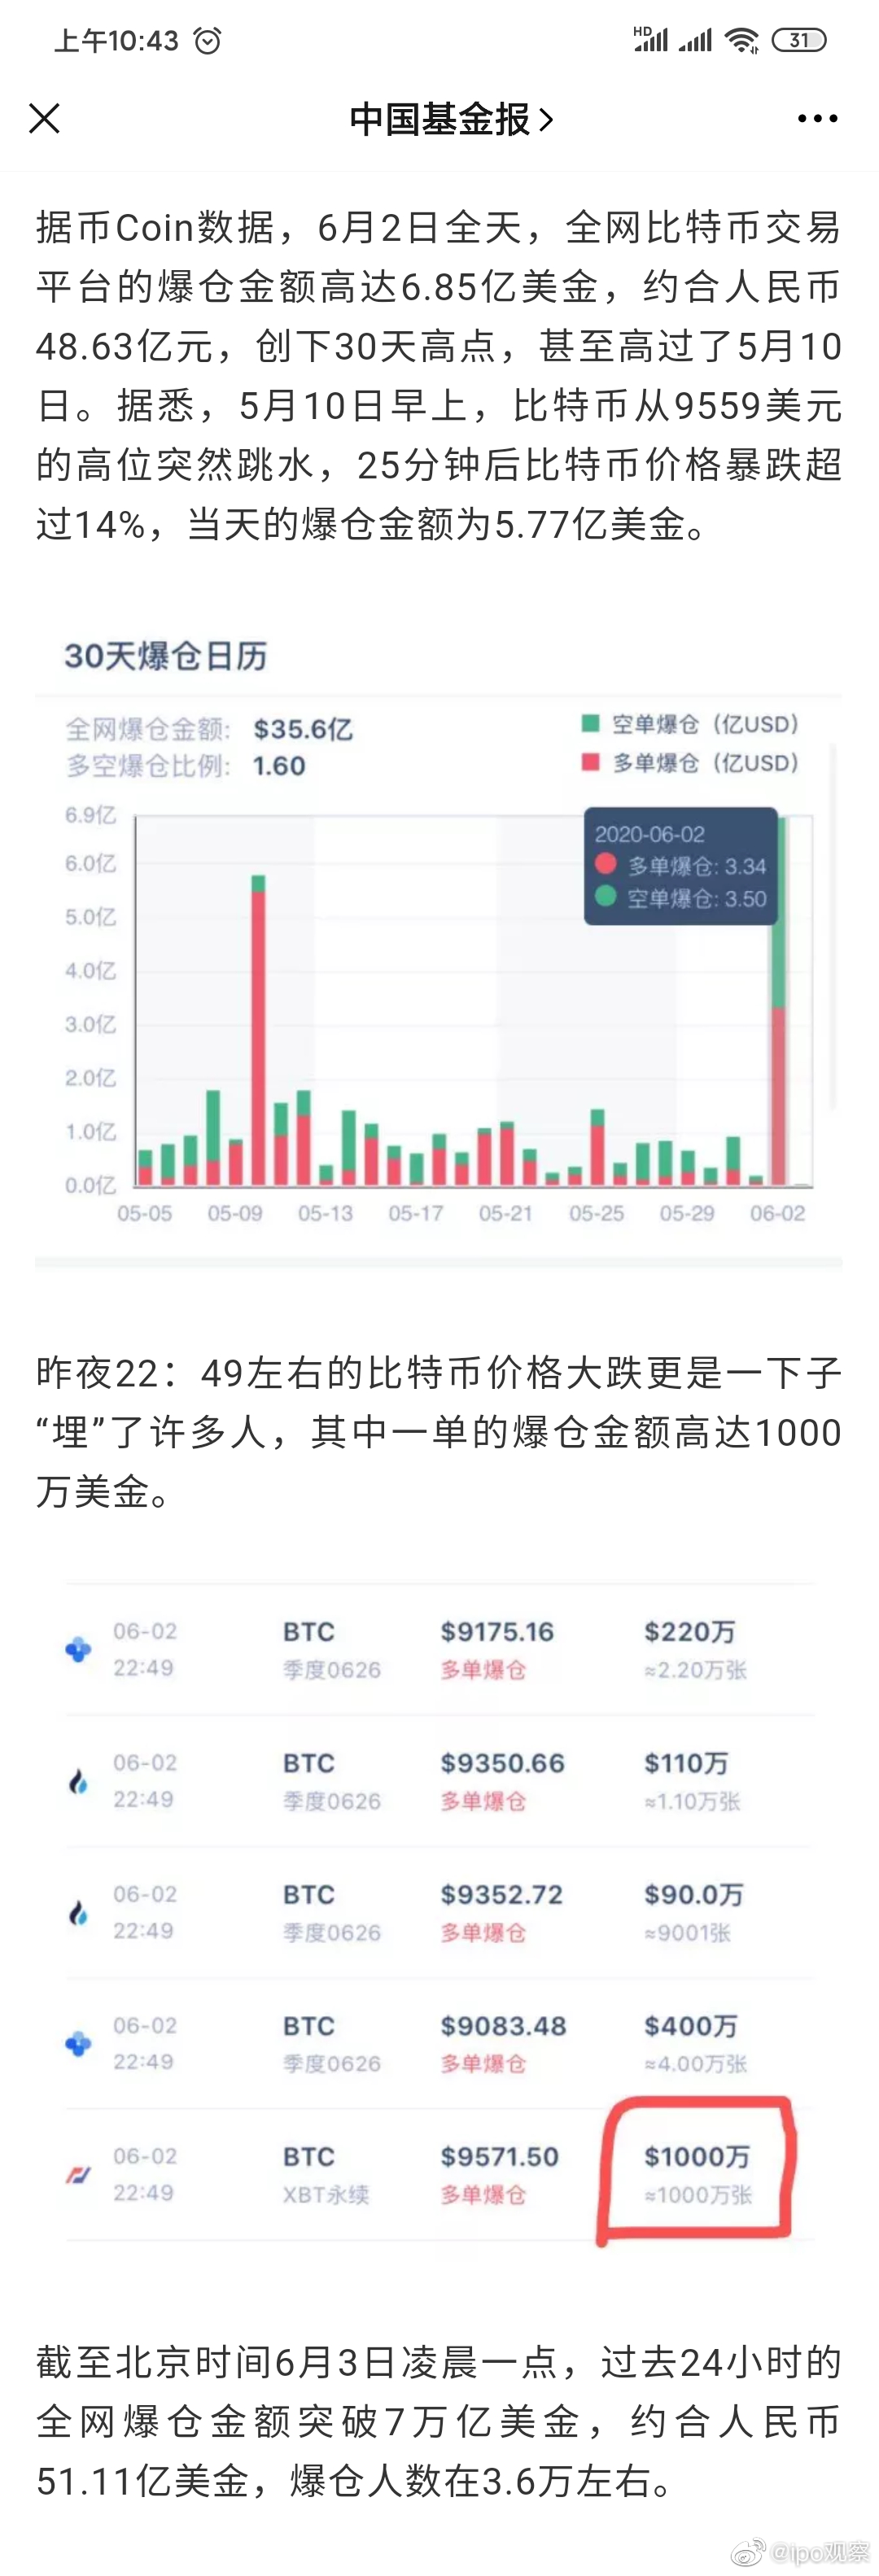 上午10:43
HD
31
中国基金报
据币Coin数据，6月2日全天，全网比特币交易
平台的爆仓金额高达6.85亿美金，约合人民币
48.63亿元，创下30天高点，甚至高过了5月10
日。据悉，5月10日早上，比特币从9559美元
的高位突然跳水，25分钟后比特币价格暴跌超
过14%，当天的爆仓金额为5.77亿美金。
30天爆仓日历
全网爆仓金额: $35.6亿
多空爆仓比例: 1.60
空单爆仓（亿USD）
多单爆仓（亿USD）
6.9亿
6.0亿
5.0亿
4.0亿
3.0亿
2.0亿
1.0亿
0.0亿
2020-06-02
多单爆仓: 3.34
空单爆仓: 3.50
05-05 05-09 05-13 05-17 05-21 05-25 05-29 06-02
昨夜22：49左右的比特币价格大跌更是一下子
“埋”了许多人，其中一单的爆仓金额高达1000
万美金。
06-02 BTC $9175.16 $220万
22:49 季度0626 多单爆仓 ≈2.20万张
06-02 BTC $9350.66 $110万
22:49 季度0626 多单爆仓 ≈1.10万张
06-02 BTC $9352.72 $90.0万
22:49 季度0626 多单爆仓 ≈9001张
06-02 BTC $9083.48 $400万
22:49 季度0626 多单爆仓 ≈4.00万张
06-02 BTC $9571.50 $1000万
22:49 XBT永续 多单爆仓 ≈1000万张
截至北京时间6月3日凌晨一点，过去24小时的
全网爆仓金额突破7万亿美金，约合人民币
51.11亿美金，爆仓人数在3.6万左右。
@ipo观察